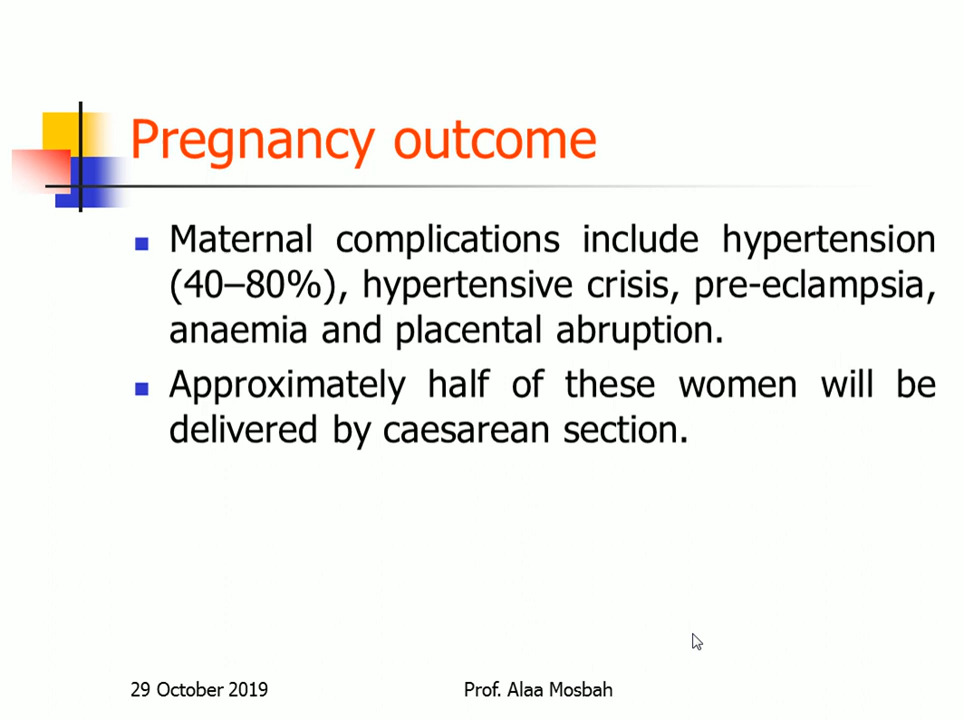 Pregnancy outcome
Maternal complications include hypertension
(40–80%), hypertensive crisis, pre-eclampsia,
anaemia and placental abruption.
Approximately half of these women will be
delivered by caesarean section.
29 October 2019
Prof. Alaa Mosbah